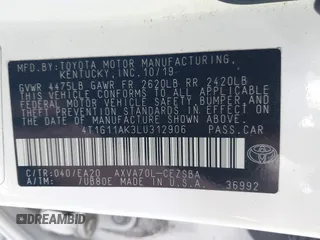 MFD. BY: TOYOTA MOTOR MANUFACTURING,
KENTUCKY, INC. 10/19
GVWR 4475LB GAWR FR 2620LB RR 2420LB
THIS VEHICLE CONFORMS TO ALL APPLICABLE
FEDERAL MOTOR VEHICLE SAFETY, BUMPER, AND
THEFT PREVENTION STANDARDS IN EFFECT ON
THE DATE OF MANUFACTURE SHOWN ABOVE.
4T1G11AK3LU312906 PASS. CAR
C/TR: 040/EA20 AXVA70L-CEZSBA
A/TM: /UB80E MADE IN U.S.A. 36992
TOYOTA
AUTOBIDMASTER